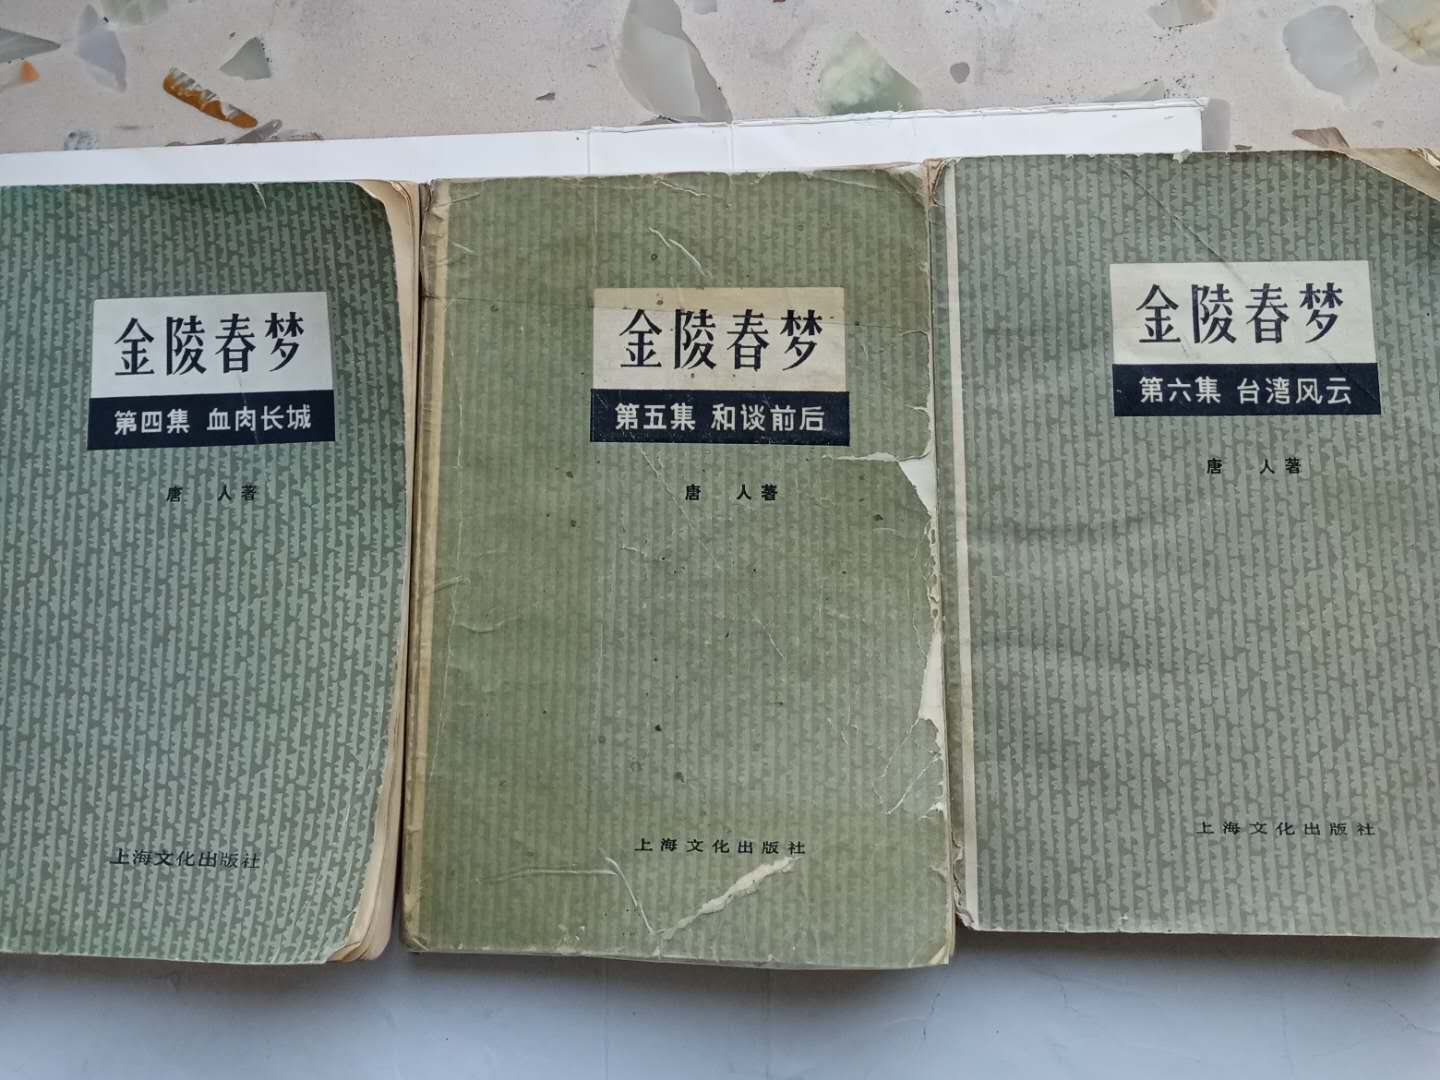 金陵春梦
第四集 血肉长城
唐 人著
上海文化出版社
金陵春梦
第五集 和谈前后
唐 人著
上海文化出版社
金陵春梦
第六集 台湾风云
唐 人著
上海文化出版社